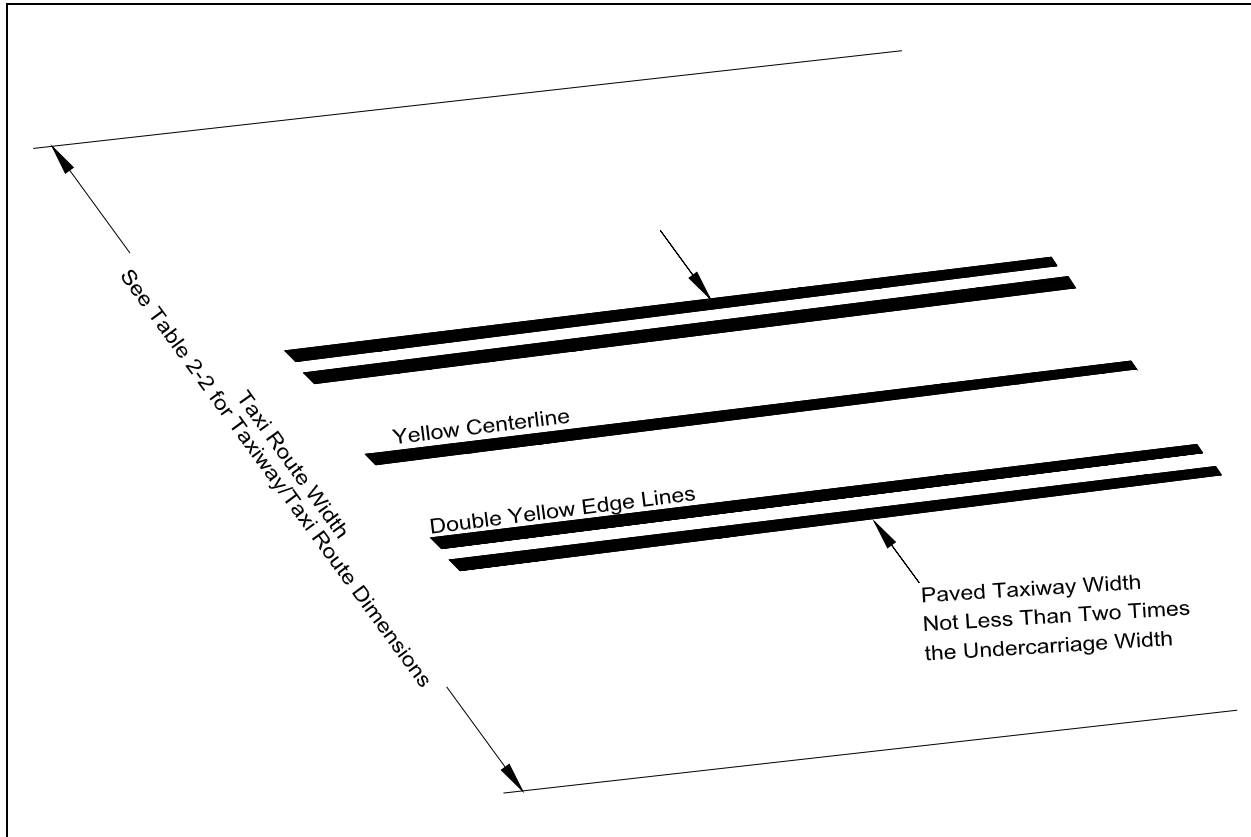 Taxi Route Width
See Table 2-2 for Taxiway/Taxi Route Dimensions
Yellow Centerline
Double Yellow Edge Lines
Paved Taxiway Width
Not Less Than Two Times
the Undercarriage Width